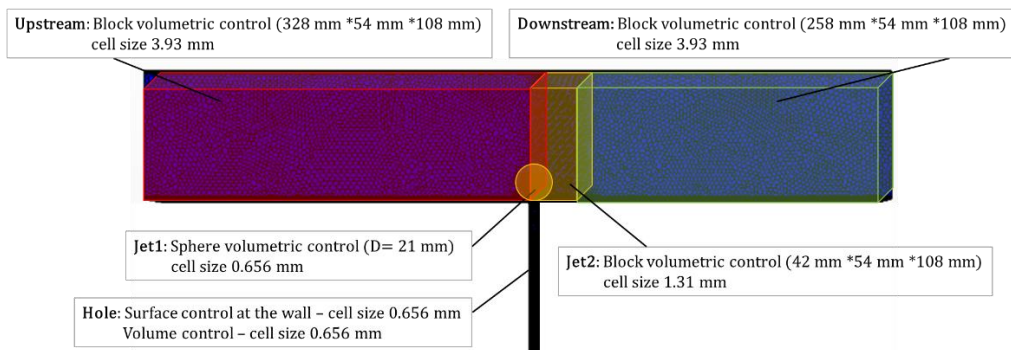 Upstream: Block volumetric control (328 mm *54 mm *108 mm)
cell size 3.93 mm
Downstream: Block volumetric control (258 mm *54 mm *108 mm)
cell size 3.93 mm
Jet1: Sphere volumetric control (D= 21 mm)
cell size 0.656 mm
Jet2: Block volumetric control (42 mm *54 mm *108 mm)
cell size 1.31 mm
Hole: Surface control at the wall – cell size 0.656 mm
Volume control – cell size 0.656 mm